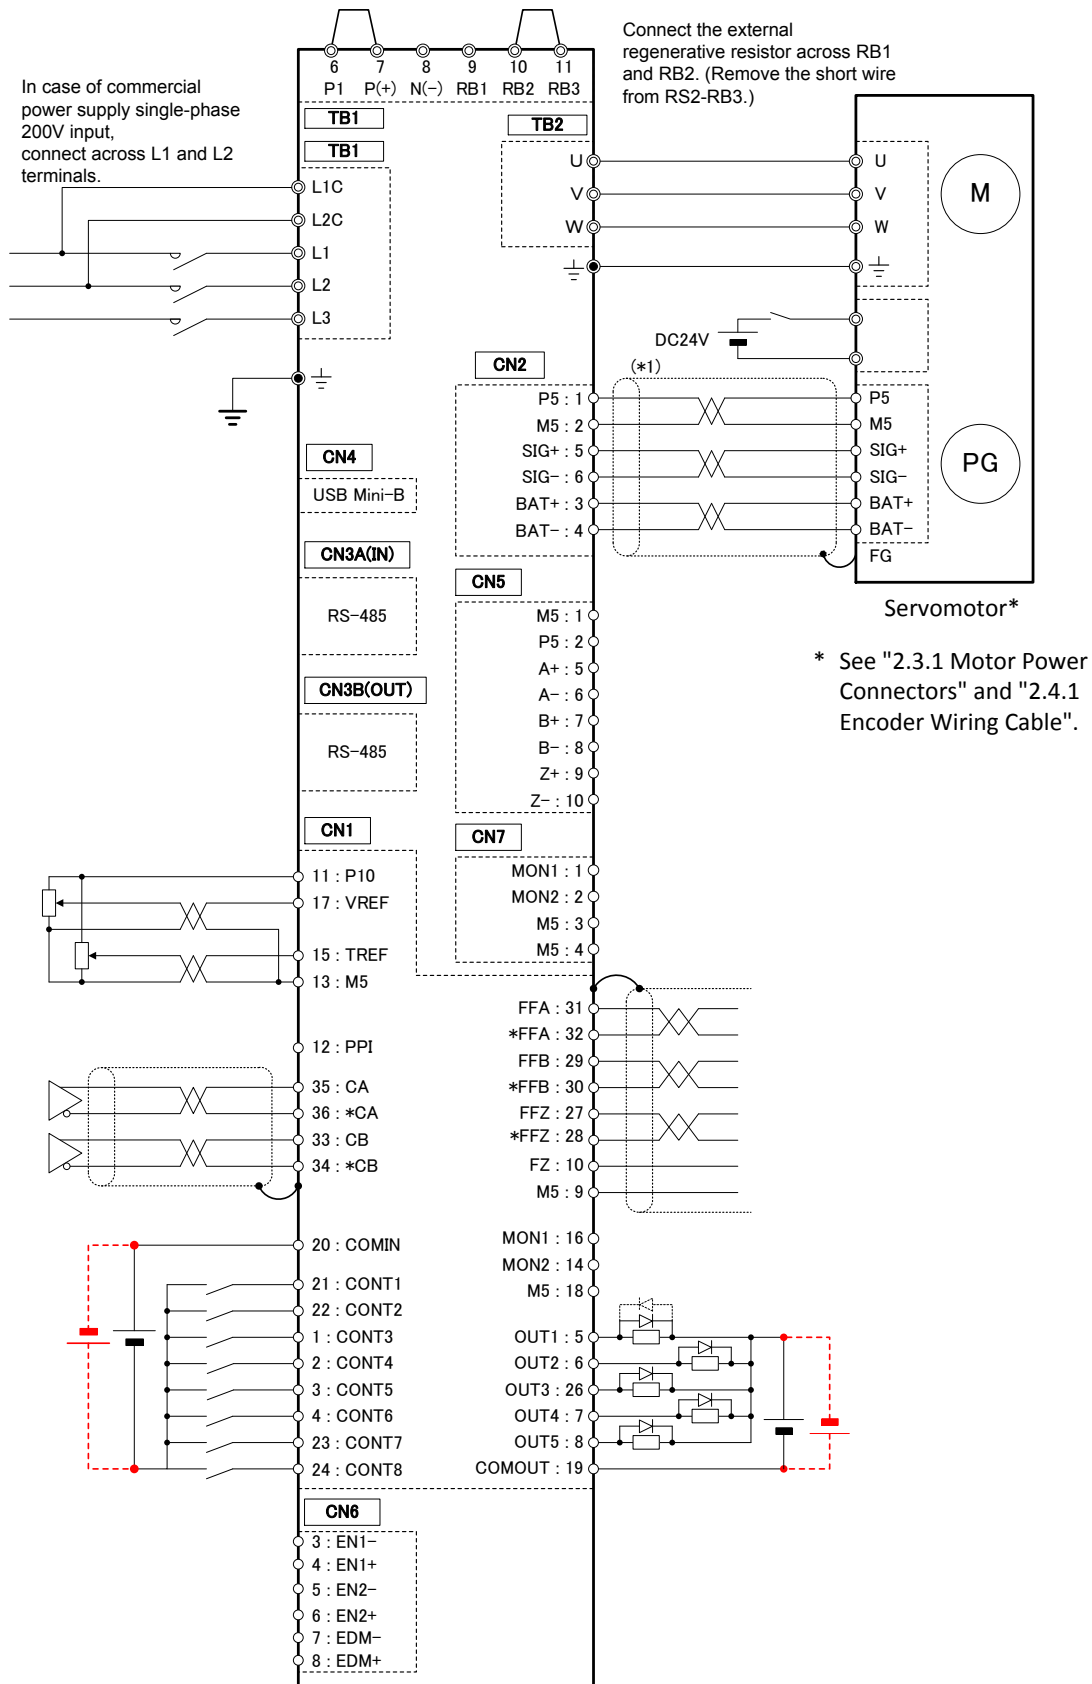 Connect the external
regenerative resistor across RB1
and RB2. (Remove the short wire
from RS2-RB3.)
In case of commercial
power supply single-phase
200V input,
connect across L1 and L2
terminals.
6 7 8 9 10 11
P1 P(+) N(-) RB1 RB2 RB3
TB1
TB2
TB1
L1C
L2C
L1
L2
L3
U
V
W
U
V
W
M
DC24V
CN2
(*1)
P5 : 1
M5 : 2
SIG+ : 5
SIG- : 6
BAT+ : 3
BAT- : 4
P5
M5
SIG+
SIG-
BAT+
BAT-
FG
PG
Servomotor*
* See "2.3.1 Motor Power
Connectors" and "2.4.1
Encoder Wiring Cable".
CN4
USB Mini-B
CN3A(IN)
RS-485
CN3B(OUT)
RS-485
CN5
M5 : 1
P5 : 2
A+ : 5
A- : 6
B+ : 7
B- : 8
Z+ : 9
Z- : 10
CN1
11 : P10
17 : VREF
15 : TREF
13 : M5
12 : PPI
35 : CA
36 : *CA
33 : CB
34 : *CB
20 : COMIN
21 : CONT1
22 : CONT2
1 : CONT3
2 : CONT4
3 : CONT5
4 : CONT6
23 : CONT7
24 : CONT8
CN7
MON1 : 1
MON2 : 2
M5 : 3
M5 : 4
FFA : 31
*FFA : 32
FFB : 29
*FFB : 30
FFZ : 27
*FFZ : 28
FZ : 10
M5 : 9
MON1 : 16
MON2 : 14
M5 : 18
OUT1 : 5
OUT2 : 6
OUT3 : 26
OUT4 : 7
OUT5 : 8
COMOUT : 19
CN6
3 : EN1-
4 : EN1+
5 : EN2-
6 : EN2+
7 : EDM-
8 : EDM+